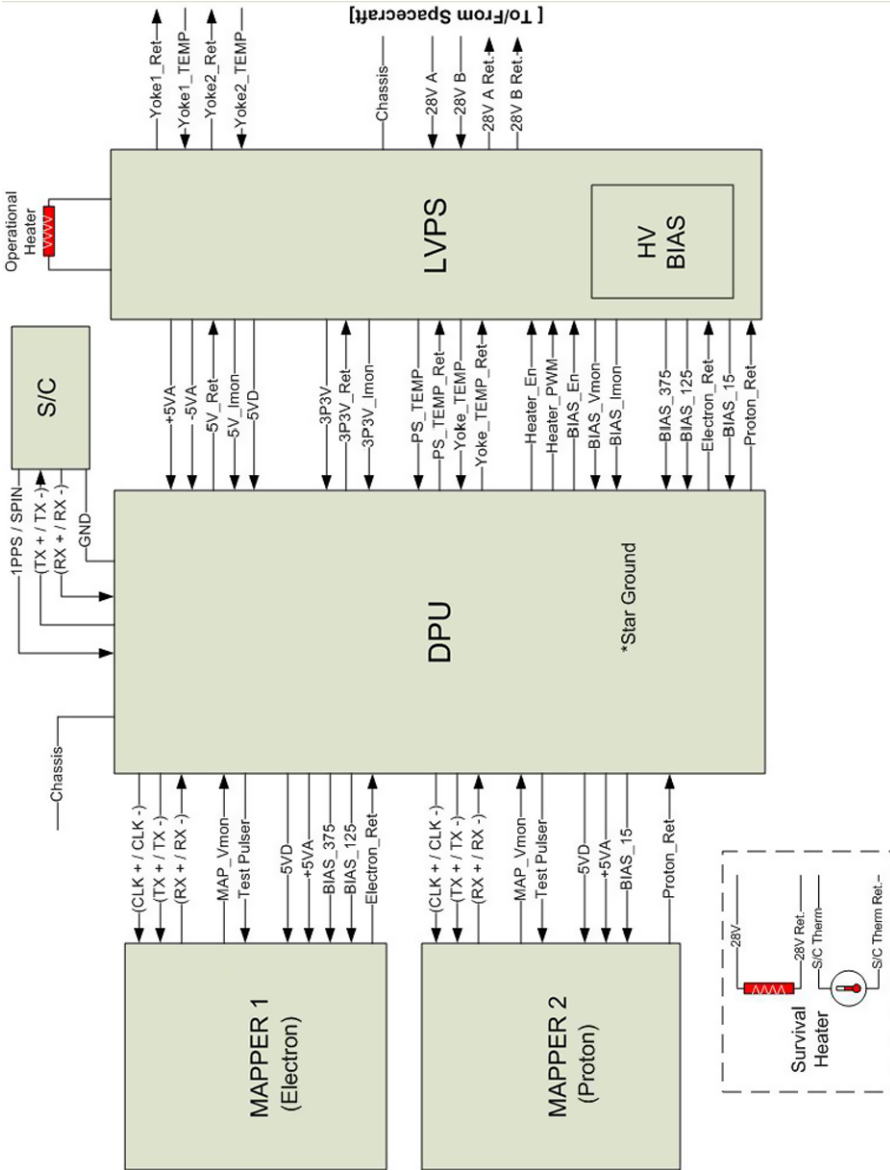 [ To/From Spacecraft]
Yoke1_Ret
Yoke1_TEMP
Yoke2_Ret
Yoke2_TEMP
Chassis
28V A
28V B
28V A Ret.
28V B Ret.
Operational
Heater
LVPS
HV
BIAS
S/C
1PPS / SPIN
(TX + / TX -)
(RX + / RX -)
GND
+5VA
-5VA
5V_Ret
5V_Imon
5VD
3P3V
3P3V_Ret
3P3V_Imon
PS_TEMP
PS_TEMP_Ret
Yoke_TEMP
Yoke_TEMP_Ret
Heater_En
Heater_PWM
BIAS_En
BIAS_Vmon
BIAS_Imon
BIAS_375
BIAS_125
Electron_Ret
BIAS_15
Proton_Ret
DPU
*Star Ground
Chassis
(CLK + / CLK -)
(TX + / TX -)
(RX + / RX -)
MAP_Vmon
Test Pulser
5VD
+5VA
BIAS_375
BIAS_125
Electron_Ret
(CLK + / CLK -)
(TX + / TX -)
(RX + / RX -)
MAP_Vmon
Test Pulser
5VD
+5VA
BIAS_15
Proton_Ret
MAPPER 1
(Electron)
MAPPER 2
(Proton)
28V
28V Ret.
S/C Therm
S/C Therm Ret.
Survival
Heater